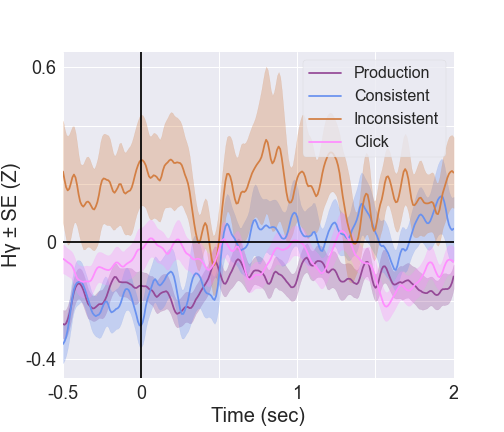 Production
Consistent
Inconsistent
Click
0.6
0
-0.4
Hγ ± SE (Z)
-0.5
0
1
2
Time (sec)